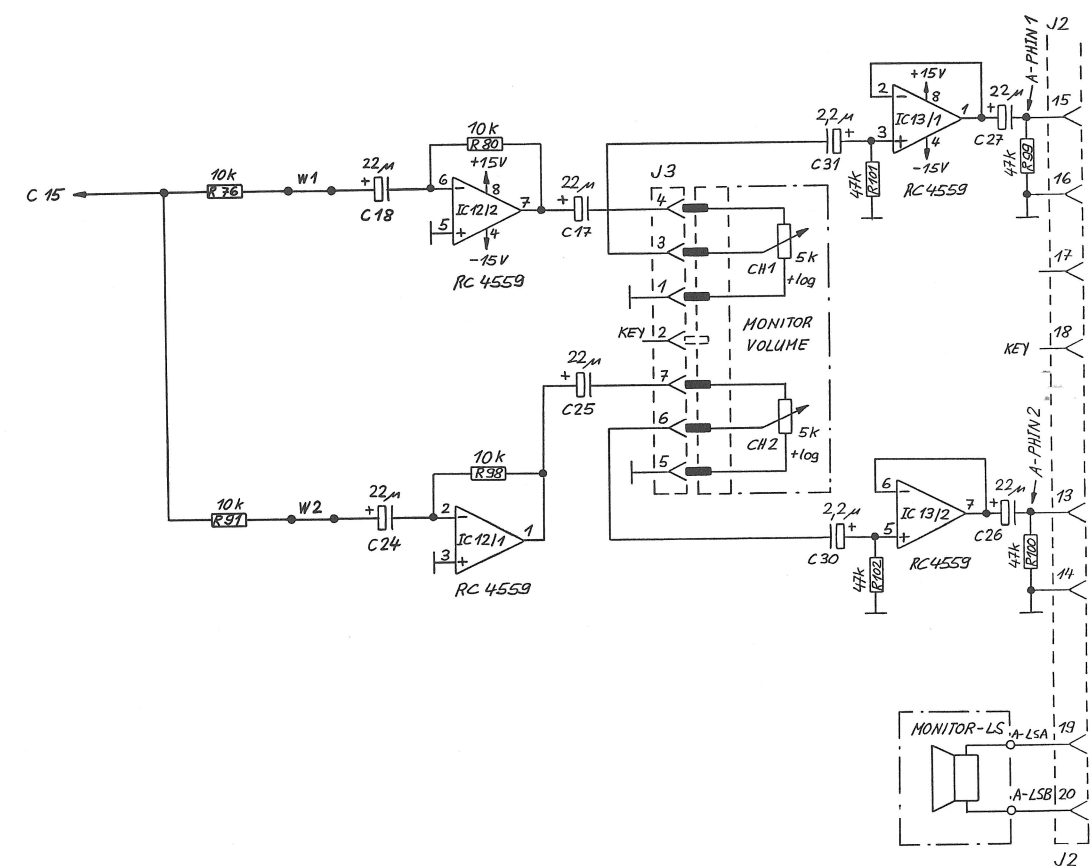 J2
A-PHIN 1
+15V
2
-
8
1
+
22µ
15
IC13/1
C27
2,2µ
+
3
+
4
-15V
C31
47k
R101
RC4559
47k
R99
16
10k
R80
+15V
C 15
10k
R76
W1
22µ
+
C18
6
-
8
IC12/2
7
5
+
4
-15V
RC 4559
22µ
+
C17
J3
4
3
1
KEY 2
7
6
5
CH1
5k
+log
MONITOR
VOLUME
CH2
5k
+log
17
KEY
18
22µ
+
C25
10k
R98
10k
R91
W2
22µ
+
C24
2
-
IC12/1
1
3
+
RC 4559
A-PHIN 2
6
-
IC13/2
7
5
+
RC4559
22µ
+
C26
13
2,2µ
+
C30
47k
R102
47k
R100
14
MONITOR-LS
A-LSA
19
A-LSB
20
J2